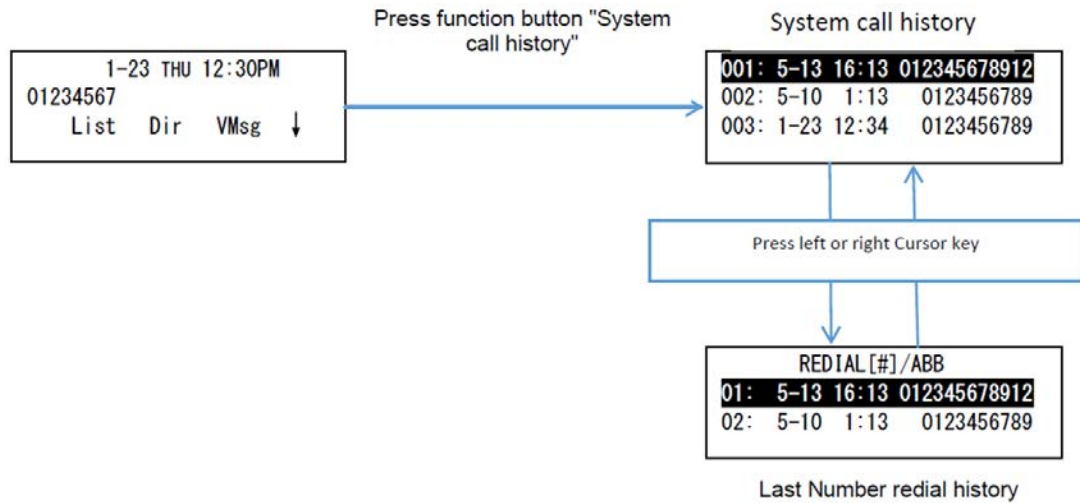 Press function button "System
call history"
System call history
1-23 THU 12:30PM
01234567
List Dir VMsg ↓
001: 5-13 16:13 012345678912
002: 5-10 1:13 0123456789
003: 1-23 12:34 0123456789
Press left or right Cursor key
REDIAL[#]/ABB
01: 5-13 16:13 012345678912
02: 5-10 1:13 0123456789
Last Number redial history